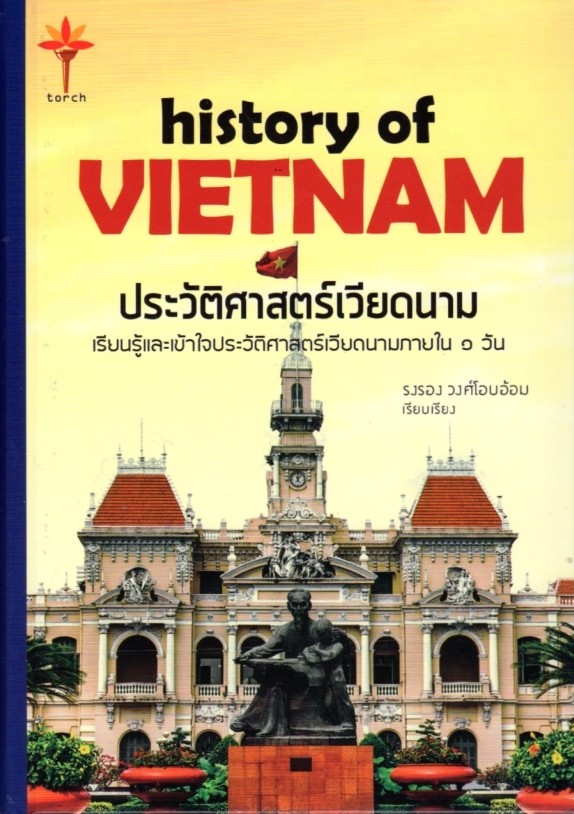 torch
history of
VIETNAM
ประวัติศาสตร์เวียดนาม
เรียนรู้และเข้าใจประวัติศาสตร์เวียดนามภายใน ๑ วัน
รงรอง วงศ์โอบอ้อม
เรียบเรียง